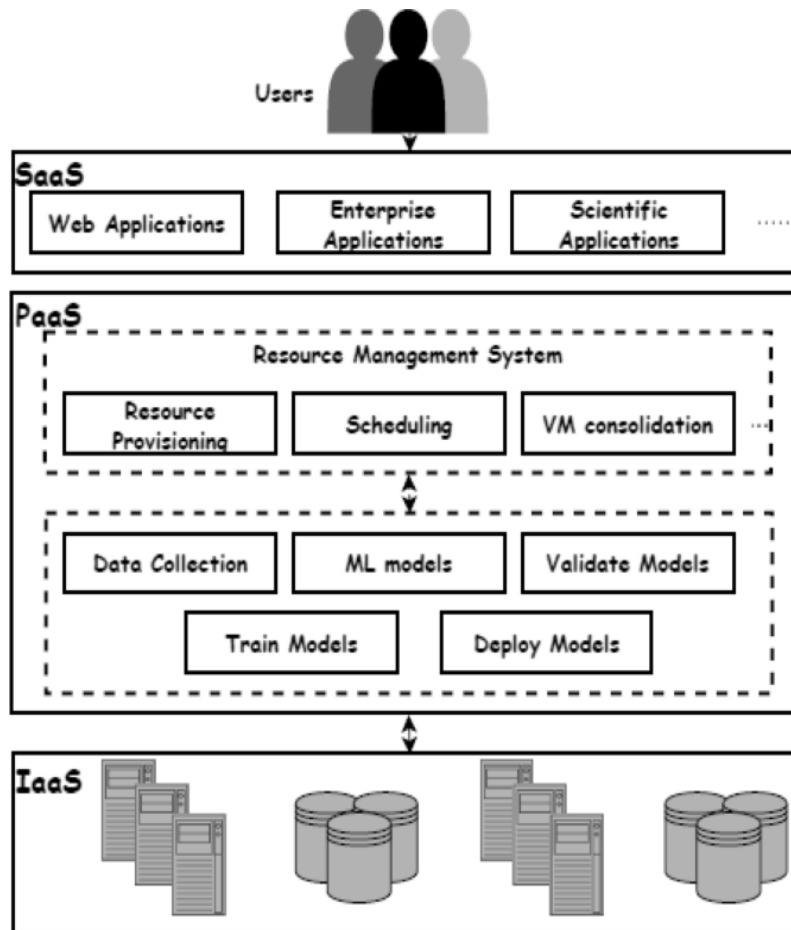 Users
SaaS
Web Applications
Enterprise
Applications
Scientific
Applications
......
PaaS
Resource Management System
Resource
Provisioning
Scheduling
VM consolidation
...
Data Collection
ML models
Validate Models
Train Models
Deploy Models
IaaS